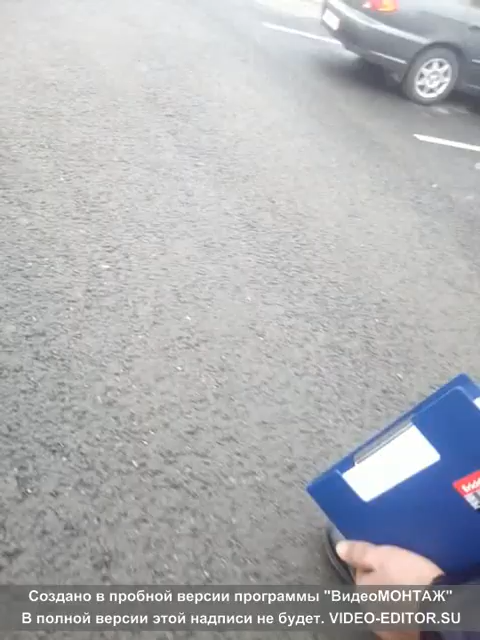 Создано в пробной версии программы "ВидеоМОНТАЖ"
В полной версии этой надписи не будет. VIDEO-EDITOR.SU